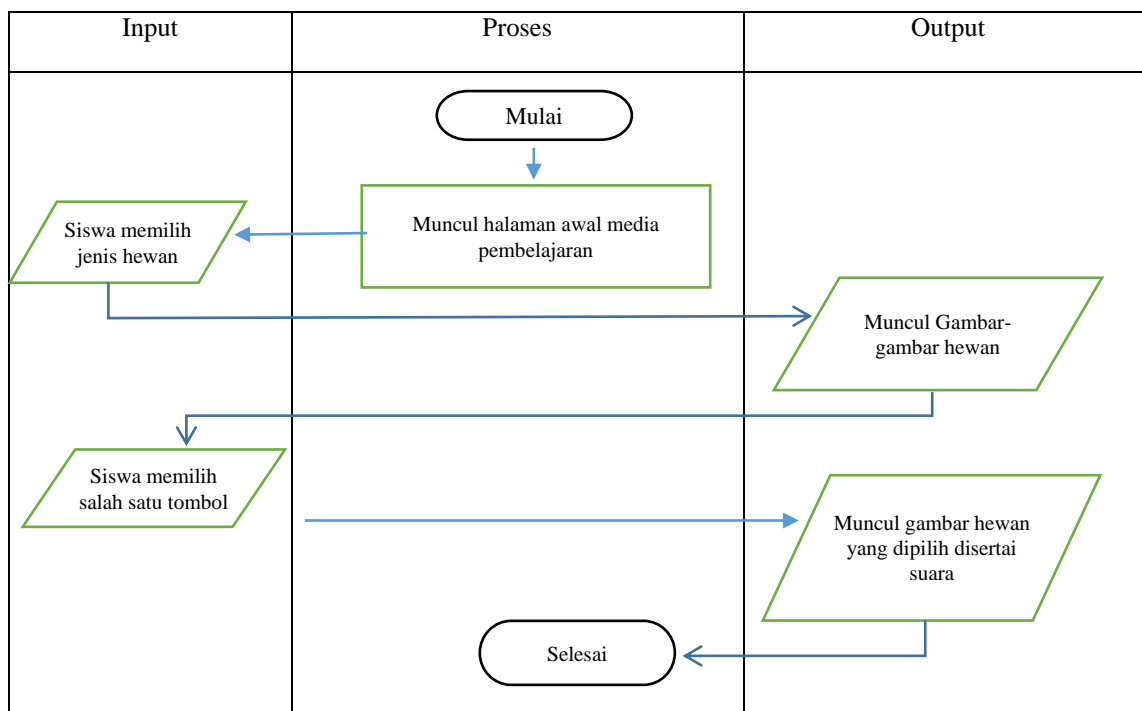 Input
Proses
Output
Mulai
Muncul halaman awal media
pembelajaran
Siswa memilih
jenis hewan
Muncul Gambar-
gambar hewan
Siswa memilih
salah satu tombol
Muncul gambar hewan
yang dipilih disertai
suara
Selesai